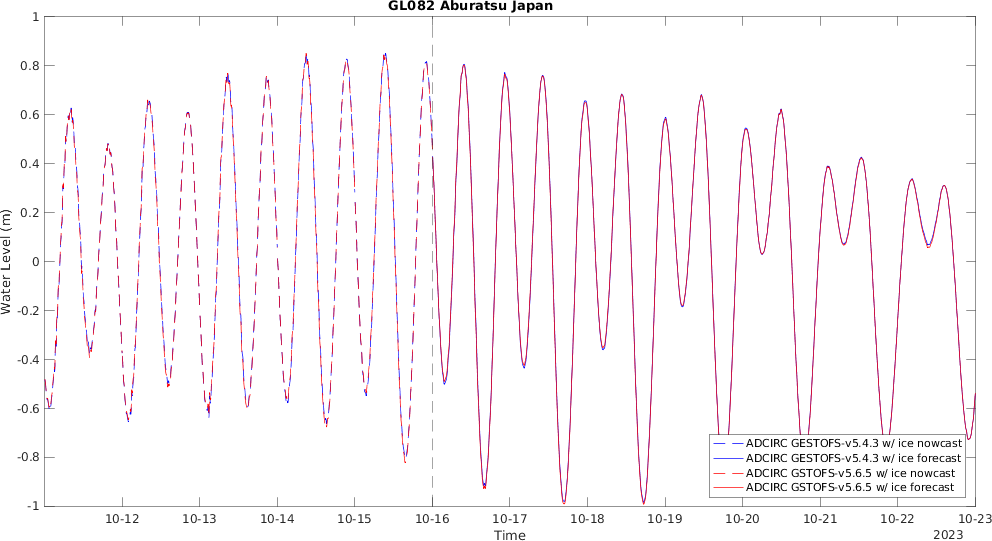 GL082 Aburatsu Japan
1
0.8
0.6
0.4
0.2
0
-0.2
-0.4
-0.6
-0.8
-1
Water Level (m)
10-12 10-13 10-14 10-15 10-16 10-17 10-18 10-19 10-20 10-21 10-22 10-23
2023
Time
ADCIRC GESTOFS-v5.4.3 w/ ice nowcast
ADCIRC GESTOFS-v5.4.3 w/ ice forecast
ADCIRC GSTOFS-v5.6.5 w/ ice nowcast
ADCIRC GSTOFS-v5.6.5 w/ ice forecast